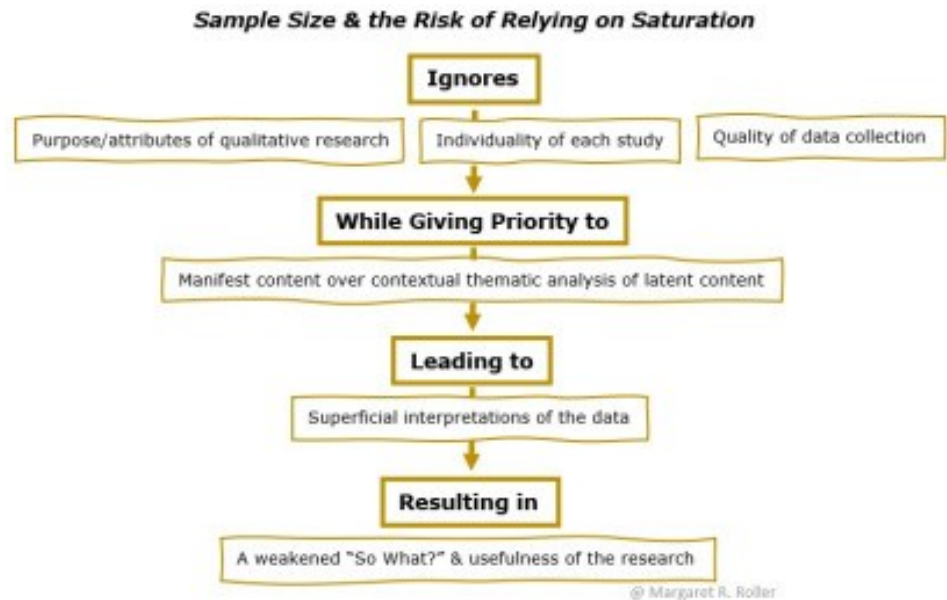 Sample Size & the Risk of Relying on Saturation
Ignores
Purpose/attributes of qualitative research
Individuality of each study
Quality of data collection
While Giving Priority to
Manifest content over contextual thematic analysis of latent content
Leading to
Superficial interpretations of the data
Resulting in
A weakened “So What?” & usefulness of the research
@ Margaret R. Roller